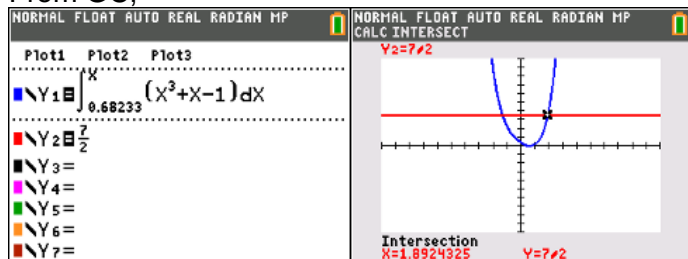 NORMAL FLOAT AUTO REAL RADIAN MP
Plot1 Plot2 Plot3
\Y1=∫0.68233^X (X³+X-1)dX
\Y2=7/2
\Y3=
\Y4=
\Y5=
\Y6=
\Y7=
NORMAL FLOAT AUTO REAL RADIAN MP
CALC INTERSECT
Y2=7/2
Intersection
X=1.8924325 Y=7/2